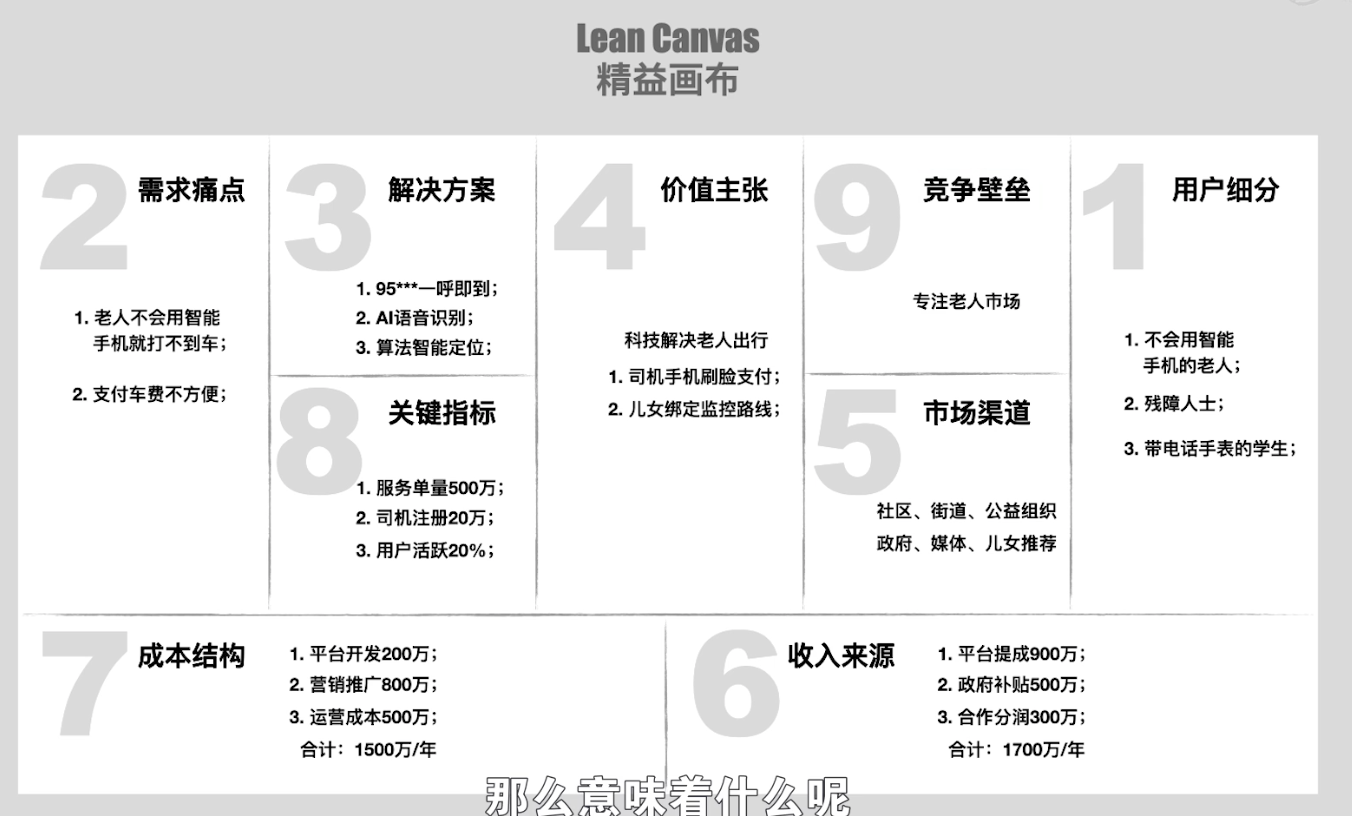 Lean Canvas
精益画布
2 需求痛点
1. 老人不会用智能
手机就打不到车；
2. 支付车费不方便；
3 解决方案
1. 95***一呼即到；
2. AI语音识别；
3. 算法智能定位；
8 关键指标
1. 服务单量500万；
2. 司机注册20万；
3. 用户活跃20%；
4 价值主张
科技解决老人出行
1. 司机手机刷脸支付；
2. 儿女绑定监控路线；
9 竞争壁垒
专注老人市场
5 市场渠道
社区、街道、公益组织
政府、媒体、儿女推荐
1 用户细分
1. 不会用智能
手机的老人；
2. 残障人士；
3. 带电话手表的学生；
7 成本结构
1. 平台开发200万；
2. 营销推广800万；
3. 运营成本500万；
合计：1500万/年
6 收入来源
1. 平台提成900万；
2. 政府补贴500万；
3. 合作分润300万；
合计：1700万/年
那么意味着什么呢